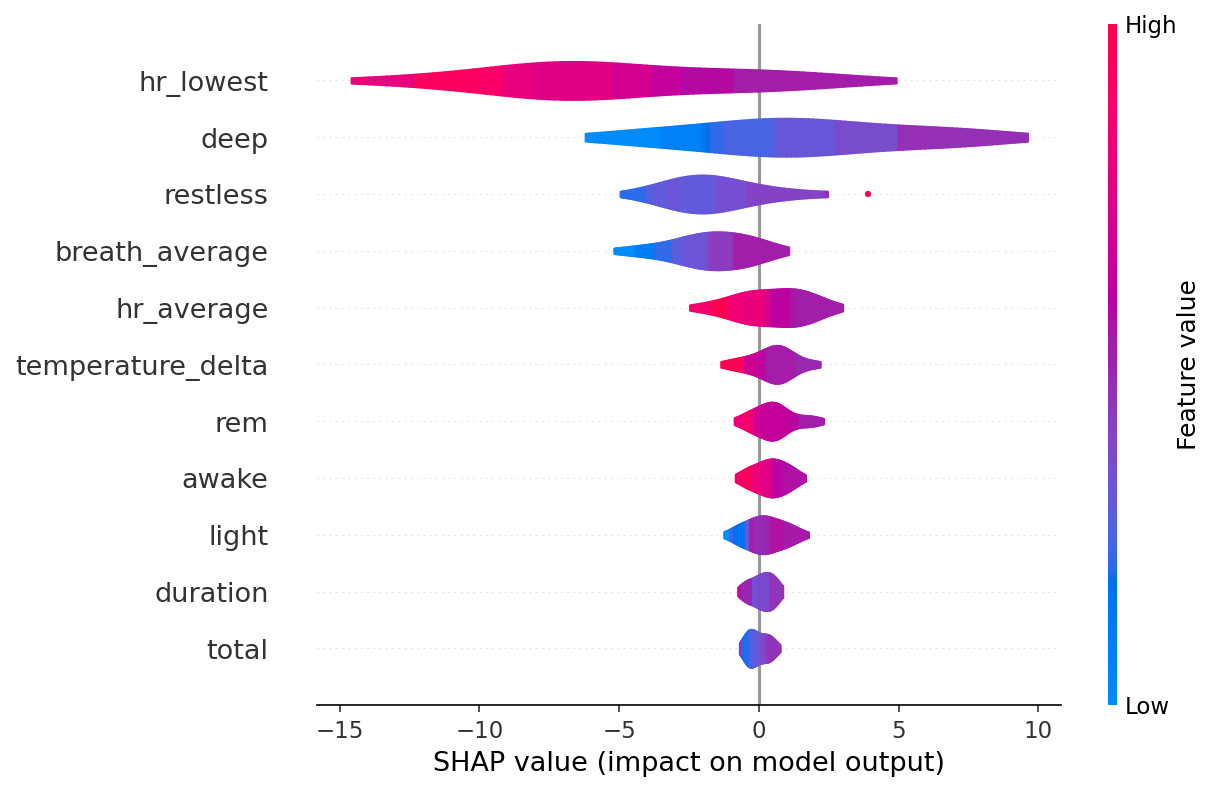 High
hr_lowest
deep
restless
breath_average
hr_average
temperature_delta
rem
awake
light
duration
total
Feature value
Low
−15 −10 −5 0 5 10
SHAP value (impact on model output)